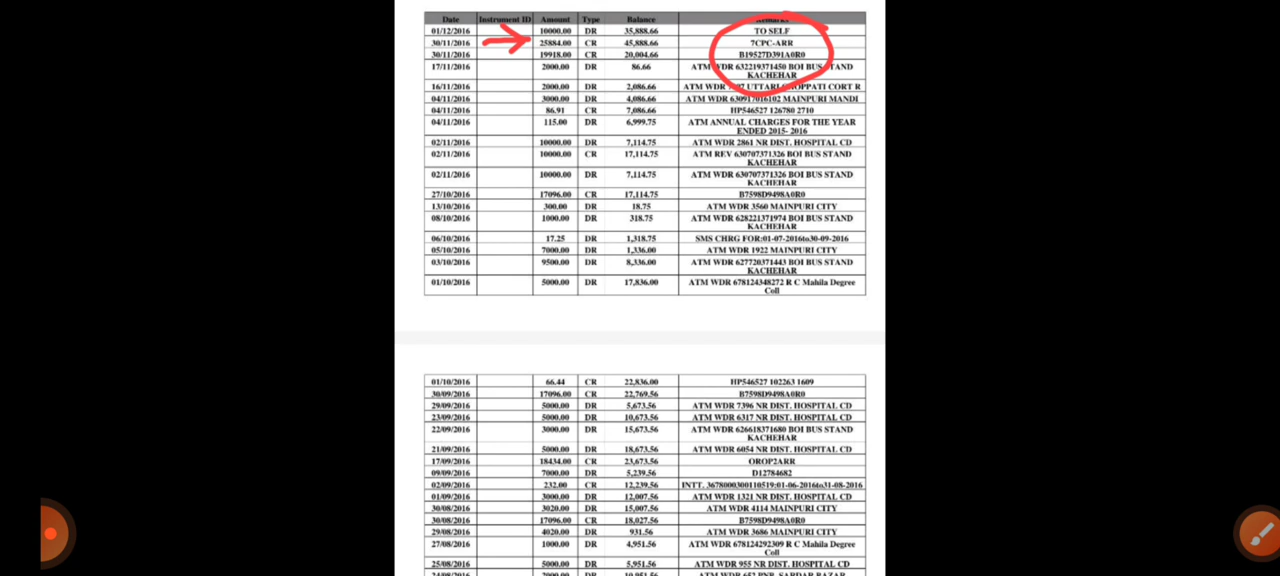 Date Instrument ID Amount Type Balance
01/12/2016 10000.00 DR 35,888.66 TO SELF
30/11/2016 25884.00 CR 45,888.66 7CPC-ARR
30/11/2016 19918.00 CR 20,004.66 B19527D391A0R0
17/11/2016 2000.00 DR 86.66 ATM WDR 632219371450 BOI BUS STAND
KACHEHAR
16/11/2016 2000.00 DR 2,086.66 ATM WDR CORT R
04/11/2016 3000.00 DR 4,086.66 ATM WDR 630917016102 MAINPURI MANDI
04/11/2016 86.91 CR 7,086.66 HP546527 126780 2710
04/11/2016 115.00 DR 6,999.75 ATM ANNUAL CHARGES FOR THE YEAR
ENDED 2015- 2016
02/11/2016 10000.00 DR 7,114.75 ATM WDR 2861 NR DIST. HOSPITAL CD
02/11/2016 10000.00 CR 17,114.75 ATM REV 630707371326 BOI BUS STAND
KACHEHAR
02/11/2016 10000.00 DR 7,114.75 ATM WDR 630707371326 BOI BUS STAND
KACHEHAR
27/10/2016 17096.00 CR 17,114.75 B7598D9498A0R0
13/10/2016 300.00 DR 18.75 ATM WDR 3560 MAINPURI CITY
08/10/2016 1000.00 DR 318.75 ATM WDR 628221371974 BOI BUS STAND
KACHEHAR
06/10/2016 17.25 DR 1,318.75 SMS CHRG FOR:01-07-2016to30-09-2016
05/10/2016 7000.00 DR 1,336.00 ATM WDR 1922 MAINPURI CITY
03/10/2016 9500.00 DR 8,336.00 ATM WDR 627720371443 BOI BUS STAND
KACHEHAR
01/10/2016 5000.00 DR 17,836.00 ATM WDR 678124348272 R C Mahila Degree
Coll
01/10/2016 66.44 CR 22,836.00 HP546527 102263 1609
30/09/2016 17096.00 CR 22,769.56 B7598D9498A0R0
29/09/2016 5000.00 DR 5,673.56 ATM WDR 7396 NR DIST. HOSPITAL CD
23/09/2016 5000.00 DR 10,673.56 ATM WDR 6317 NR DIST. HOSPITAL CD
22/09/2016 3000.00 DR 15,673.56 ATM WDR 626618371680 BOI BUS STAND
KACHEHAR
21/09/2016 5000.00 DR 18,673.56 ATM WDR 6054 NR DIST. HOSPITAL CD
17/09/2016 18434.00 CR 23,673.56 OROP2ARR
09/09/2016 7000.00 DR 5,239.56 D12784682
02/09/2016 232.00 CR 12,239.56 INTT. 3678000300110519:01-06-2016to31-08-2016
01/09/2016 3000.00 DR 12,007.56 ATM WDR 1321 NR DIST. HOSPITAL CD
30/08/2016 3020.00 DR 15,007.56 ATM WDR 4114 MAINPURI CITY
30/08/2016 17096.00 CR 18,027.56 B7598D9498A0R0
29/08/2016 4020.00 DR 931.56 ATM WDR 3686 MAINPURI CITY
27/08/2016 1000.00 DR 4,951.56 ATM WDR 678124292309 R C Mahila Degree
Coll
25/08/2016 5000.00 DR 5,951.56 ATM WDR 955 NR DIST. HOSPITAL CD